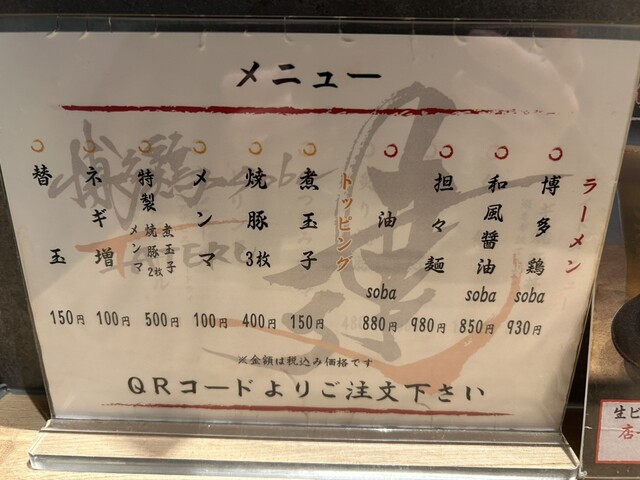 メニュー
ラーメン
博多鶏soba 930円
和風醤油soba 850円
担々麺 980円
油soba 880円
トッピング
煮玉子 150円
焼豚3枚 400円
メンマ 100円
特製 煮玉子 焼豚2枚 メンマ 500円
ネギ増 100円
替玉 150円
※金額は税込み価格です
QRコードよりご注文下さい
生ビ
店